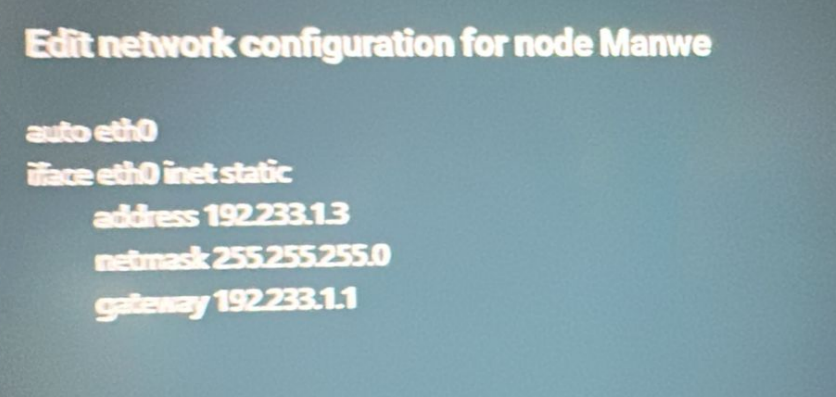 Edit network configuration for node Manwe
auto eth0
iface eth0 inet static
address 192.233.1.3
netmask 255.255.255.0
gateway 192.233.1.1